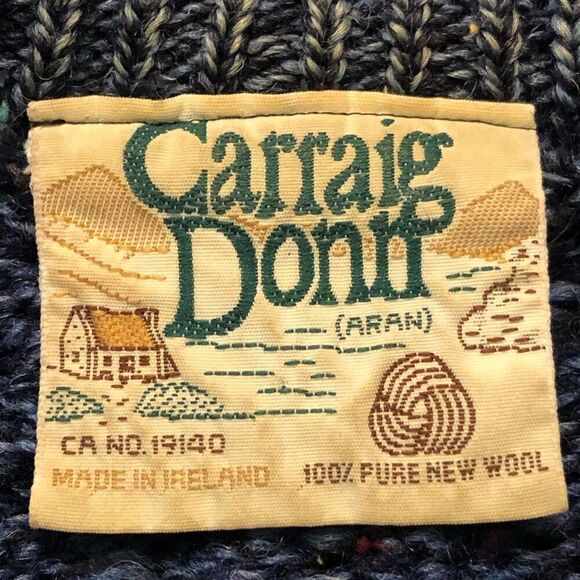 Carraig
Donn
(ARAN)
CA NO. 19140
MADE IN IRELAND
100% PURE NEW WOOL